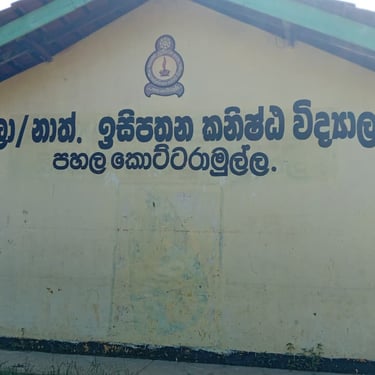 /නාත්. ඉසිපතන කනිෂ්ඨ විද්‍යාල
පහල කොට්ටරාමුල්ල.